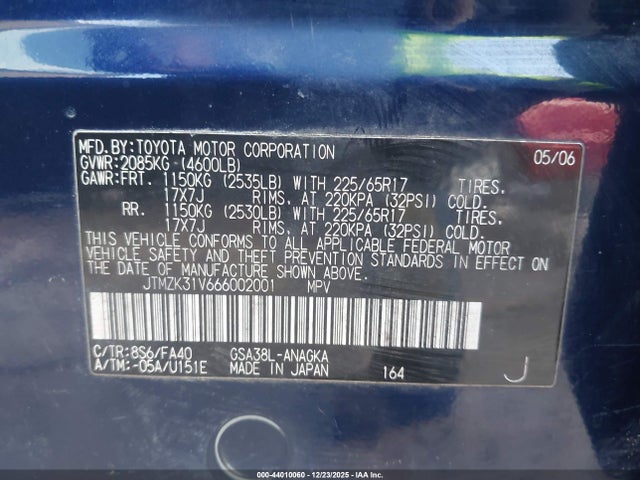 MFD.BY:TOYOTA MOTOR CORPORATION 05/06
GVWR:2085KG (4600LB)
GAWR:FRT. 1150KG (2535LB) WITH 225/65R17 TIRES.
17X7J RIMS, AT 220KPA (32PSI) COLD.
RR. 1150KG (2530LB) WITH 225/65R17 TIRES.
17X7J RIMS, AT 220KPA (32PSI) COLD.
THIS VEHICLE CONFORMS TO ALL APPLICABLE FEDERAL MOTOR
VEHICLE SAFETY AND THEFT PREVENTION STANDARDS IN EFFECT ON
THE DATE OF MANUFACTURE SHOWN ABOVE.
JTMZK31V666002001 MPV
C/TR:8S6/FA40 GSA38L-ANAGKA
A/TM:-05A/U151E MADE IN JAPAN 164 J
000-44010060 - 12/23/2025 - IAA Inc.